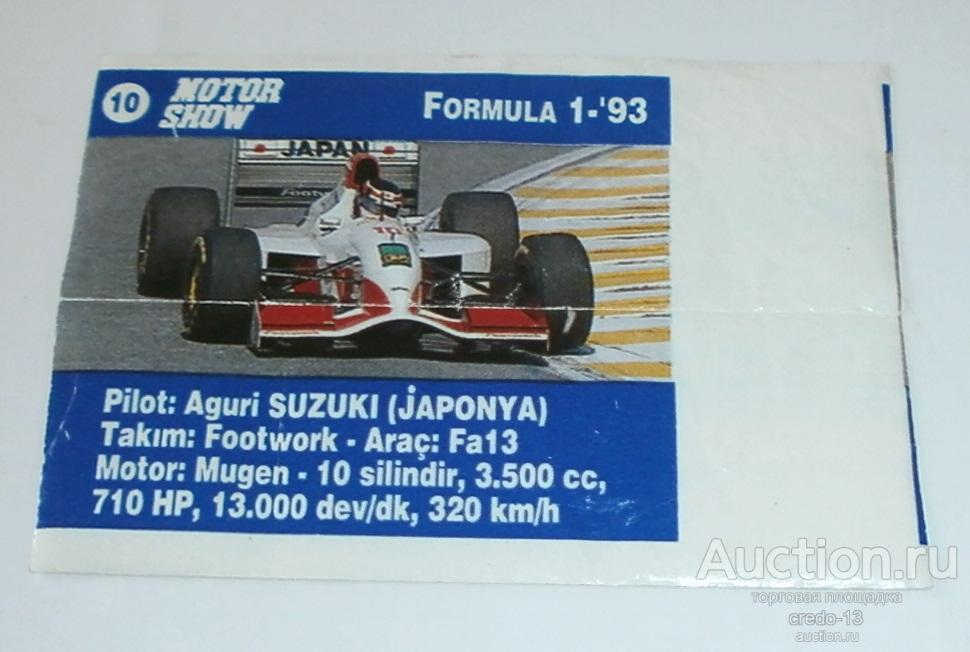 10
MOTOR
SHOW
FORMULA 1-'93
JAPAN
Footwork
Pilot: Aguri SUZUKI (JAPONYA)
Takım: Footwork - Araç: Fa13
Motor: Mugen - 10 silindir, 3.500 cc,
710 HP, 13.000 dev/dk, 320 km/h
Auction.ru
торговая площадка
credo-13
auction.ru